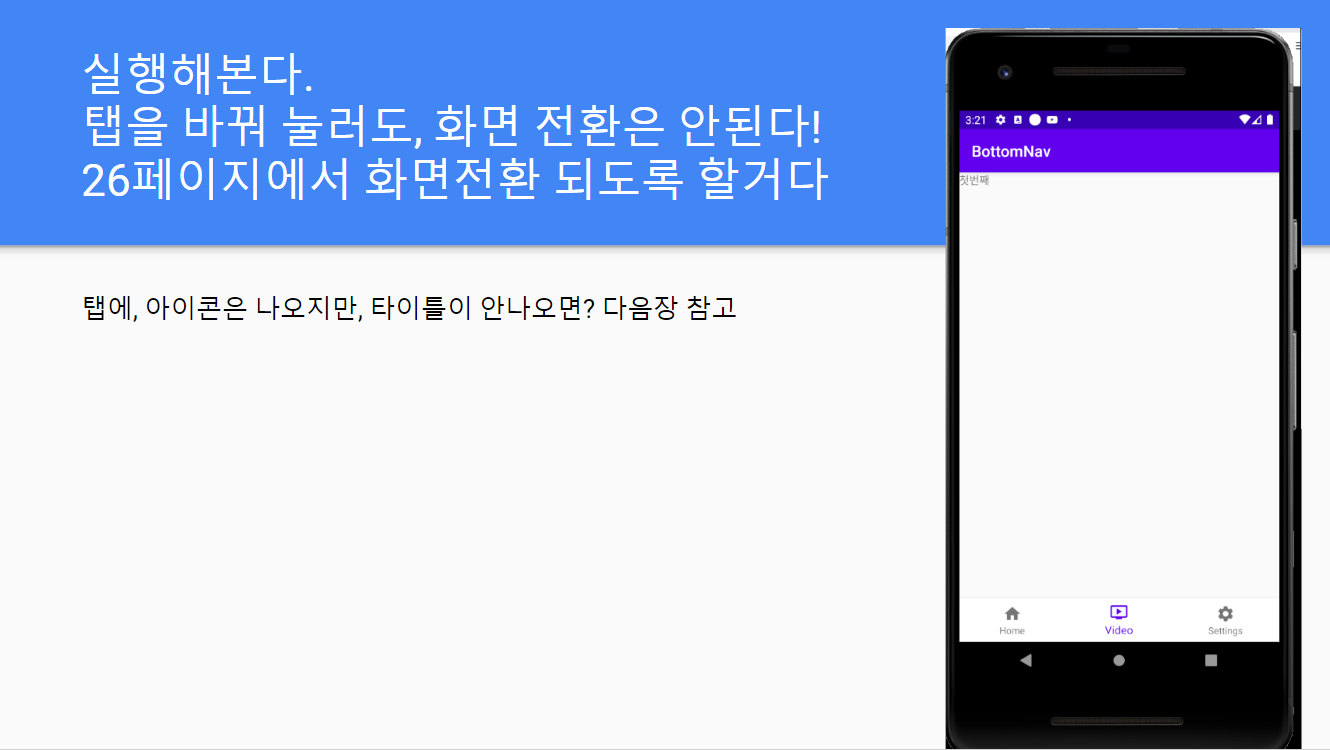 실행해본다.
탭을 바꿔 눌러도, 화면 전환은 안된다!
26페이지에서 화면전환 되도록 할거다
탭에, 아이콘은 나오지만, 타이틀이 안나오면? 다음장 참고
3:21
BottomNav
첫번째
Home
Video
Settings